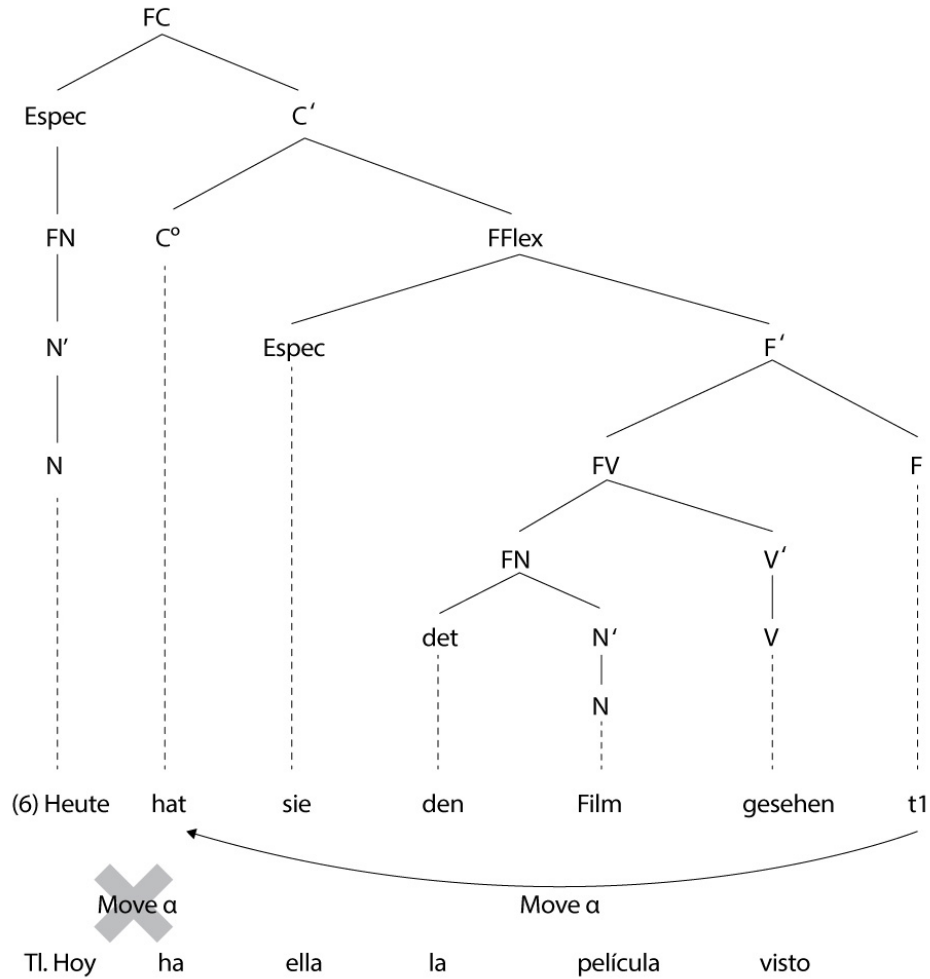 FC
Espec C‘
FN Cº FFlex
N’ Espec F‘
N FV F
FN V‘
det N‘ V
N
(6) Heute hat sie den Film gesehen t1
Move α Move α
Tl. Hoy ha ella la película visto